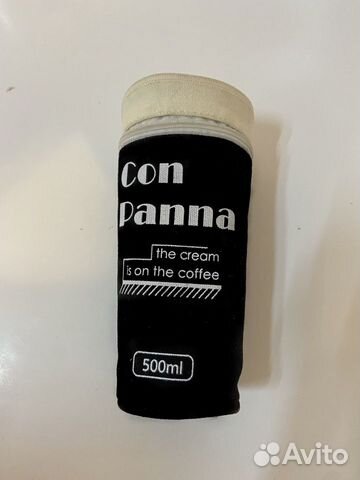 Con
Panna
the cream
is on the coffee
500ml
Avito